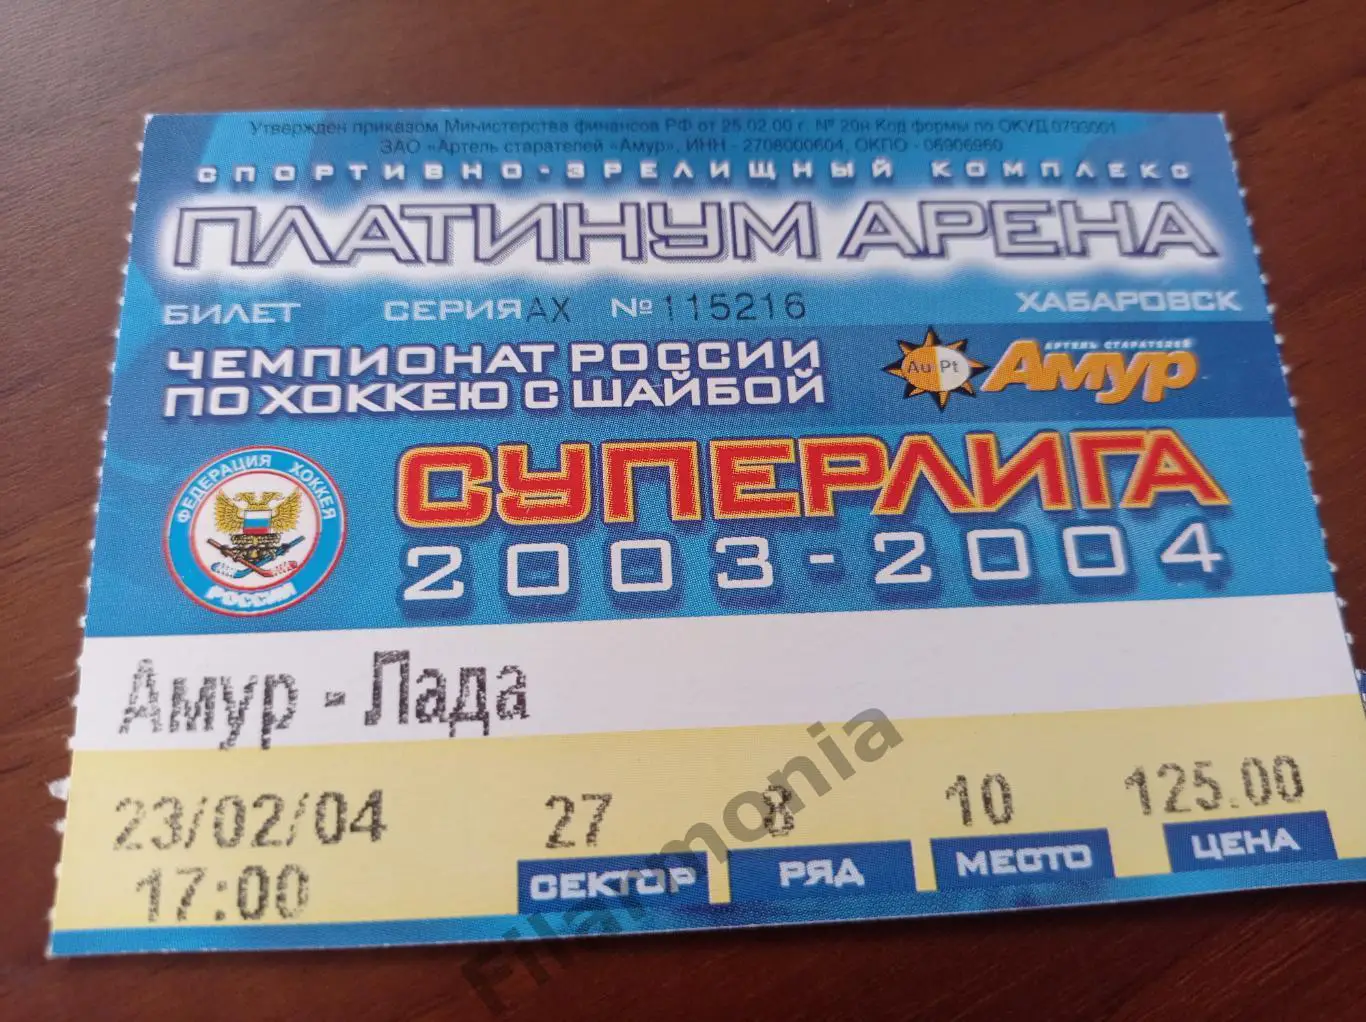 Утвержден приказом Министерства финансов РФ от 25.02.00 г. № 20н Код формы по ОКУД 0793001
ЗАО «Артель старателей «Амур», ИНН - 2708000604, ОКПО - 06906960
СПОРТИВНО-ЗРЕЛИЩНЫЙ КОМПЛЕКС
ПЛАТИНУМ АРЕНА
БИЛЕТ СЕРИЯ АХ № 115216 ХАБАРОВСК
ЧЕМПИОНАТ РОССИИ
ПО ХОККЕЮ С ШАЙБОЙ
Au Pt
АРТЕЛЬ СТАРАТЕЛЕЙ
Амур
ФЕДЕРАЦИЯ ХОККЕЯ
РОССИИ
СУПЕРЛИГА
2003-2004
Амур - Лада
23/02/04 27 8 10 125.00
17:00 СЕКТОР РЯД МЕСТО ЦЕНА
Filarmonia